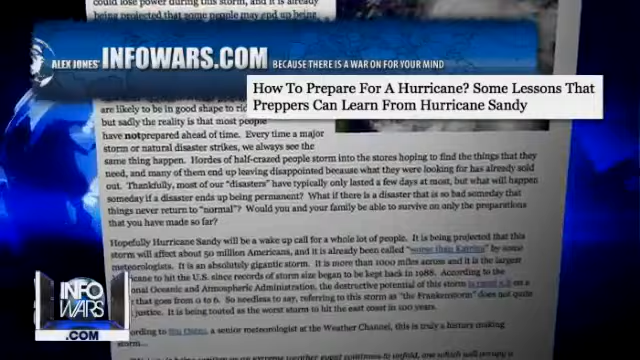 could lose power during this storm, and it is already
being projected that some people may end up being
ALEX JONES' INFOWARS.COM BECAUSE THERE IS A WAR ON FOR YOUR MIND
How To Prepare For A Hurricane? Some Lessons That
Preppers Can Learn From Hurricane Sandy
are likely to be in good shape to rid
but sadly the reality is that most people
have notprepared ahead of time. Every time a major
storm or natural disaster strikes, we always see the
same thing happen. Hordes of half-crazed people storm into the stores hoping to find the things that they
need, and many of them end up leaving disappointed because what they were looking for has already sold
out. Thankfully, most of our "disasters" have typically only lasted a few days at most, but what will happen
someday if a disaster ends up being permanent? What if there is a disaster that is so bad someday that
things never return to "normal"? Would you and your family be able to survive on only the preparations
that you have made so far?
Hopefully Hurricane Sandy will be a wake up call for a whole lot of people. It is being projected that this
storm will affect about 50 million Americans, and it is already been called "worse than Katrina" by some
meteorologists. It is an absolutely gigantic storm. It is more than 1000 miles across and it is the largest
hurricane to hit the U.S. since records of storm size began to be kept back in 1988. According to the
onal Oceanic and Atmospheric Administration, the destructive potential of this storm is rated 5.8 on a
that goes from 0 to 6. So needless to say, referring to this storm as "the Frankenstorm" does not quite
justice. It is being touted as the worst storm to hit the east coast in 100 years.
ording to Stu Ostro, a senior meteorologist at the Weather Channel, this is truly a history making
storm...
INFO
WARS
.COM